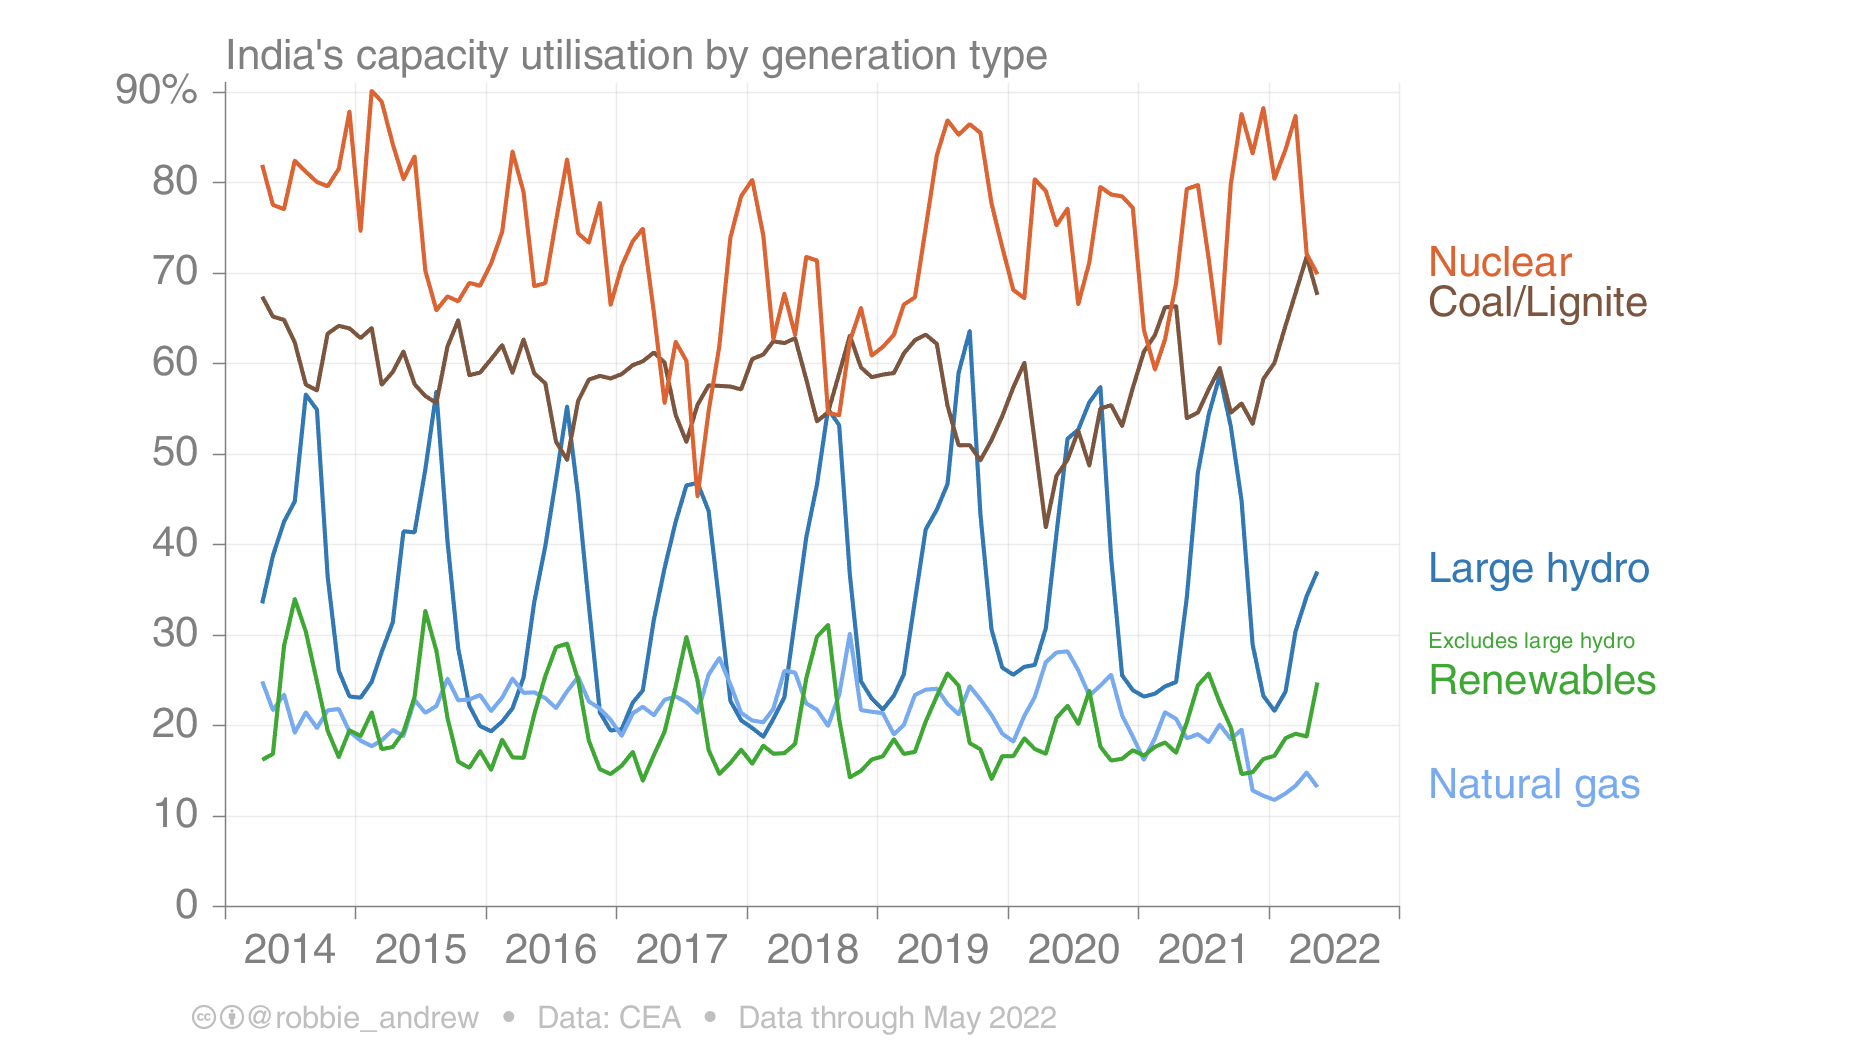 India's capacity utilisation by generation type
90%
80
70
60
50
40
30
20
10
0
2014 2015 2016 2017 2018 2019 2020 2021 2022
Nuclear
Coal/Lignite
Large hydro
Excludes large hydro
Renewables
Natural gas
cc @robbie_andrew • Data: CEA • Data through May 2022